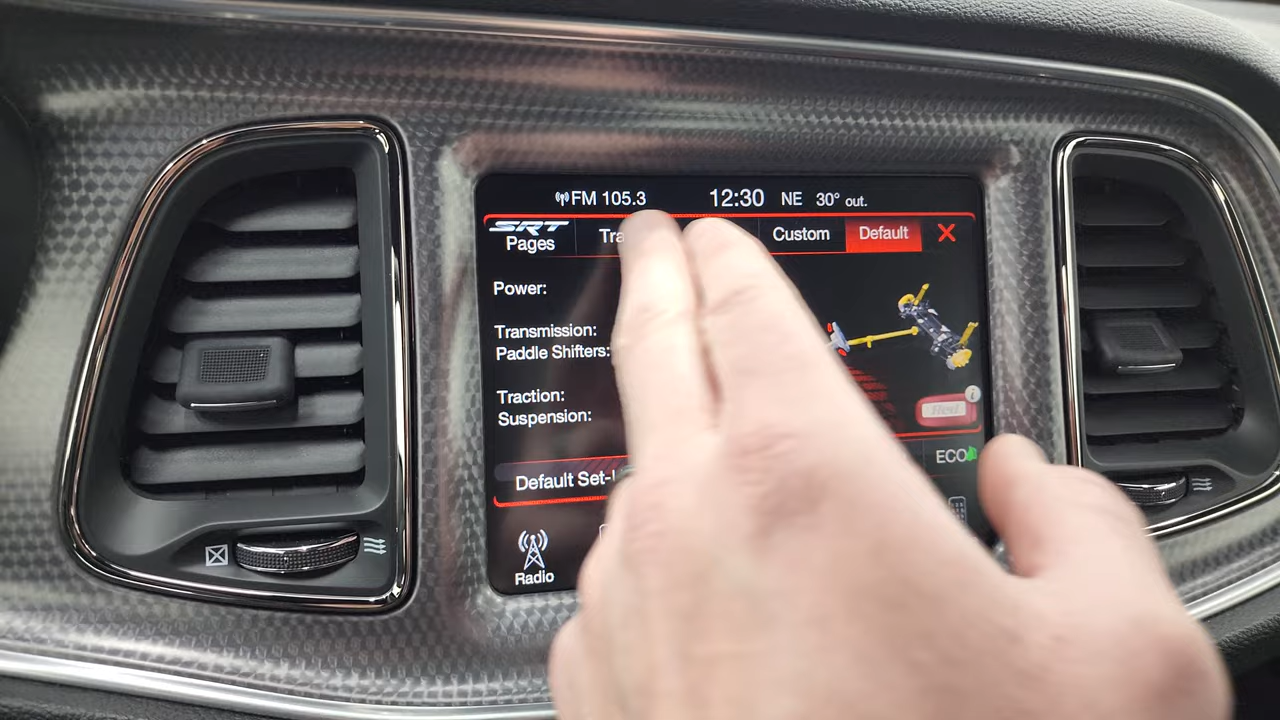 FM 105.3 12:30 NE 30° out.
SRT
Pages Tra Custom Default X
Power:
Transmission:
Paddle Shifters:
Traction:
Suspension:
i
Red
ECO
Default Set-
Radio